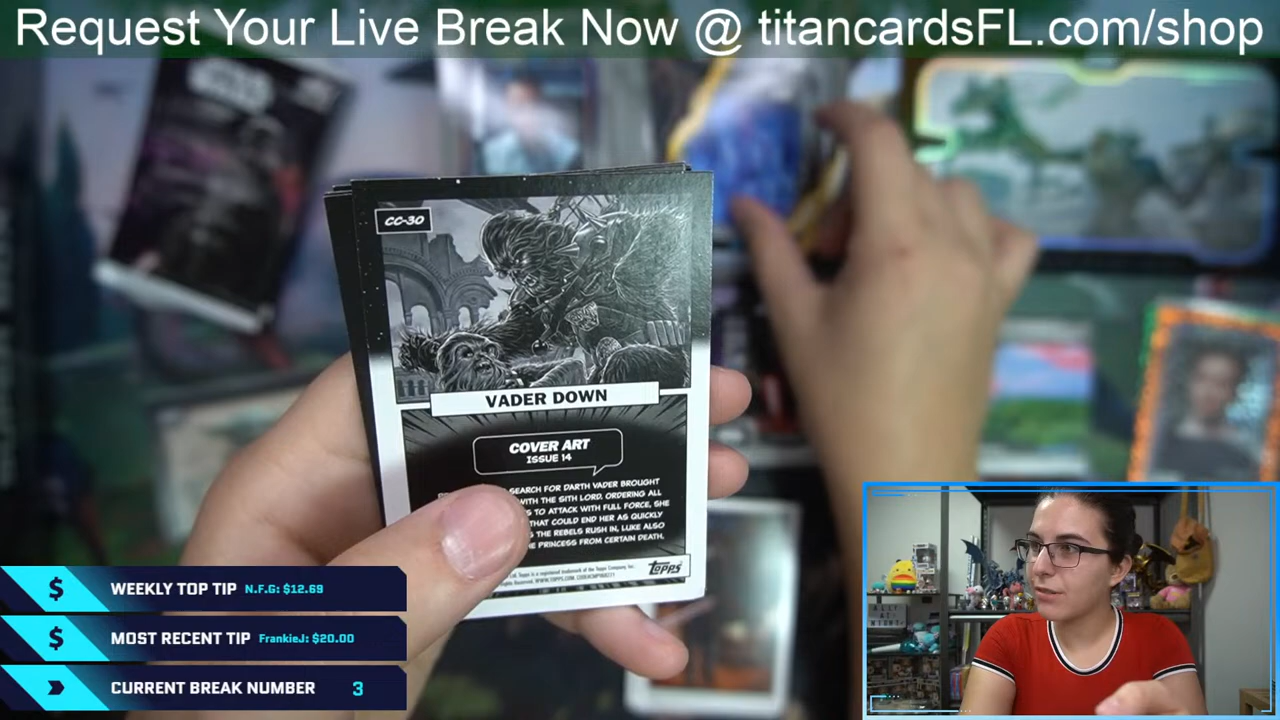 Request Your Live Break Now @ titancardsFL.com/shop
CC-30
VADER DOWN
COVER ART
ISSUE 14
SEARCH FOR DARTH VADER BROUGHT
WITH THE SITH LORD. ORDERING ALL
TO ATTACK WITH FULL FORCE, SHE
THAT COULD END HER AS QUICKLY
THE REBELS RUSH IN, LUKE ALSO
PRINCESS FROM CERTAIN DEATH.
Topps
$ WEEKLY TOP TIP N.F.G: $12.69
$ MOST RECENT TIP FrankieJ: $20.00
CURRENT BREAK NUMBER 3